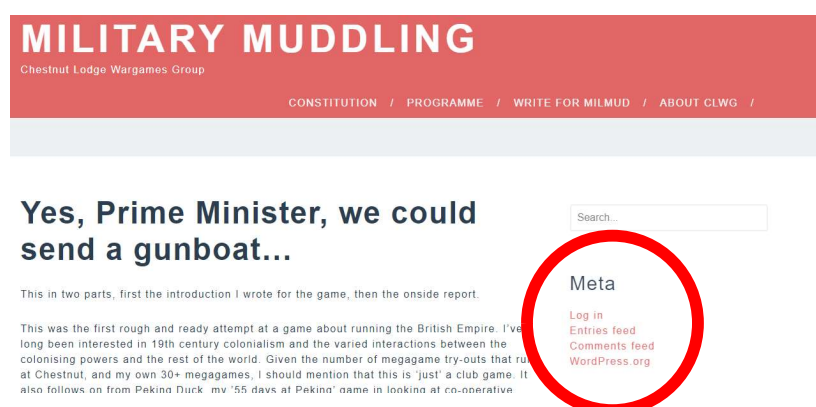 MILITARY MUDDLING
Chestnut Lodge Wargames Group
CONSTITUTION / PROGRAMME / WRITE FOR MILMUD / ABOUT CLWG /
Yes, Prime Minister, we could
send a gunboat...
This in two parts, first the introduction I wrote for the game, then the onside report.
This was the first rough and ready attempt at a game about running the British Empire. I've
long been interested in 19th century colonialism and the varied interactions between the
colonising powers and the rest of the world. Given the number of megagame try-outs that
at Chestnut, and my own 30+ megagames, I should mention that this is 'just' a club game. It
also follows on from Peking Duck, my '55 days at Peking' game in looking at co-operative
Search...
Meta
Log in
Entries feed
Comments feed
WordPress.org